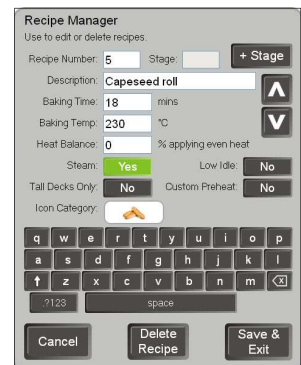 Recipe Manager
Use to edit or delete recipes.
Recipe Number: 5 Stage: + Stage
Description: Capeseed roll
Baking Time: 18 mins
Baking Temp: 230 °C
Heat Balance: 0 % applying even heat
Steam: Yes Low Idle: No
Tall Decks Only: No Custom Preheat: No
Icon Category:
q w e r t y u i o p
a s d f g h j k l
z x c v b n m
.?123 space
Cancel Delete Recipe Save & Exit